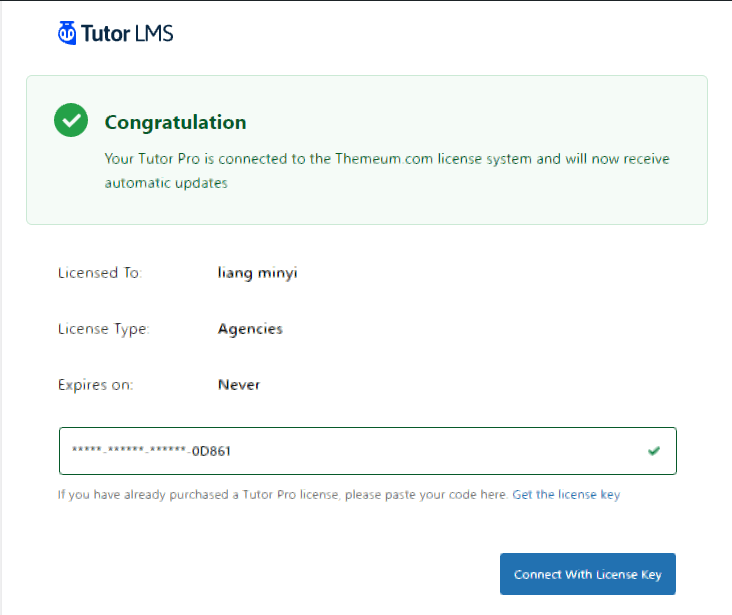 Tutor LMS
Congratulation
Your Tutor Pro is connected to the Themeum.com license system and will now receive
automatic updates
Licensed To: liang minyi
License Type: Agencies
Expires on: Never
*****-******-******-0D861
If you have already purchased a Tutor Pro license, please paste your code here. Get the license key
Connect With License Key